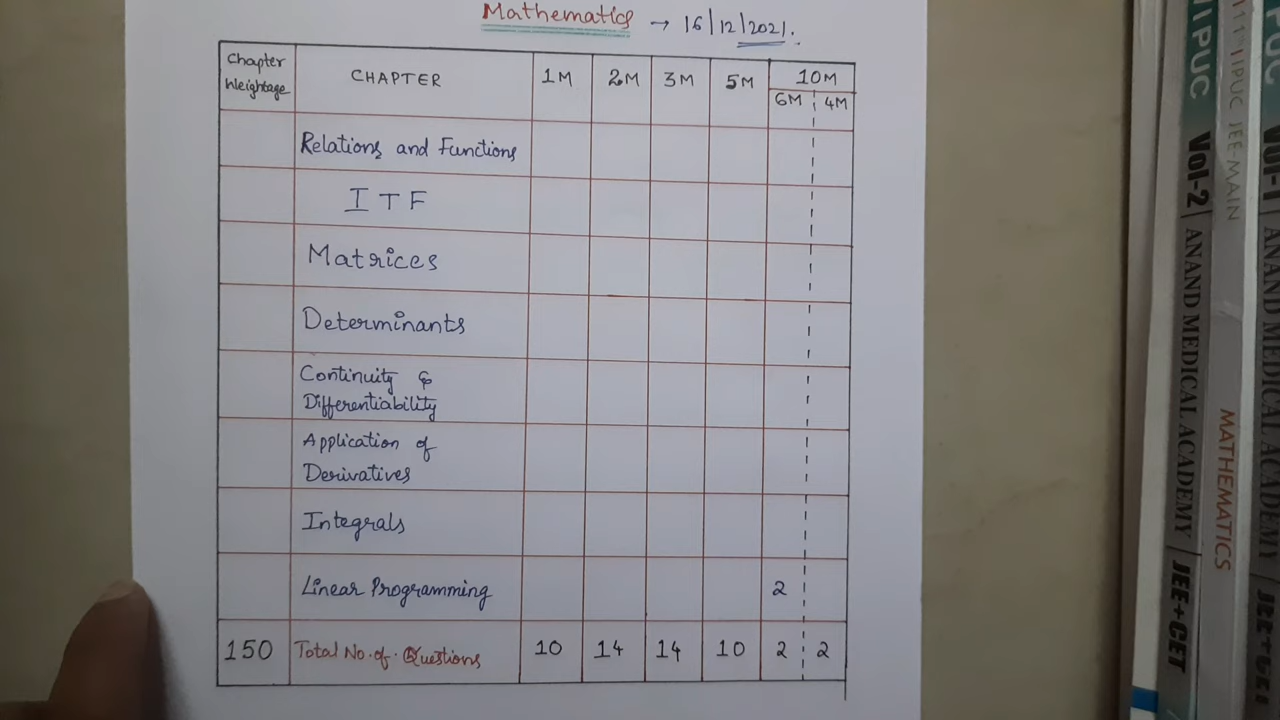 Mathematics → 16/12/2021.
Chapter Weightage CHAPTER 1M 2M 3M 5M 10M
6M 4M
Relations and Functions
ITF
Matrices
Determinants
Continuity &
Differentiability
Application of
Derivatives
Integrals
Linear Programming 2
150 Total No. of. Questions 10 14 14 10 2 2
IIPUC Vol-2 ANAND MEDICAL ACADEMY JEE+CET
IIPUC JEE-MAIN MATHEMATICS
PUC Vol-1 ANAND MEDICAL ACADEMY JEE+CET